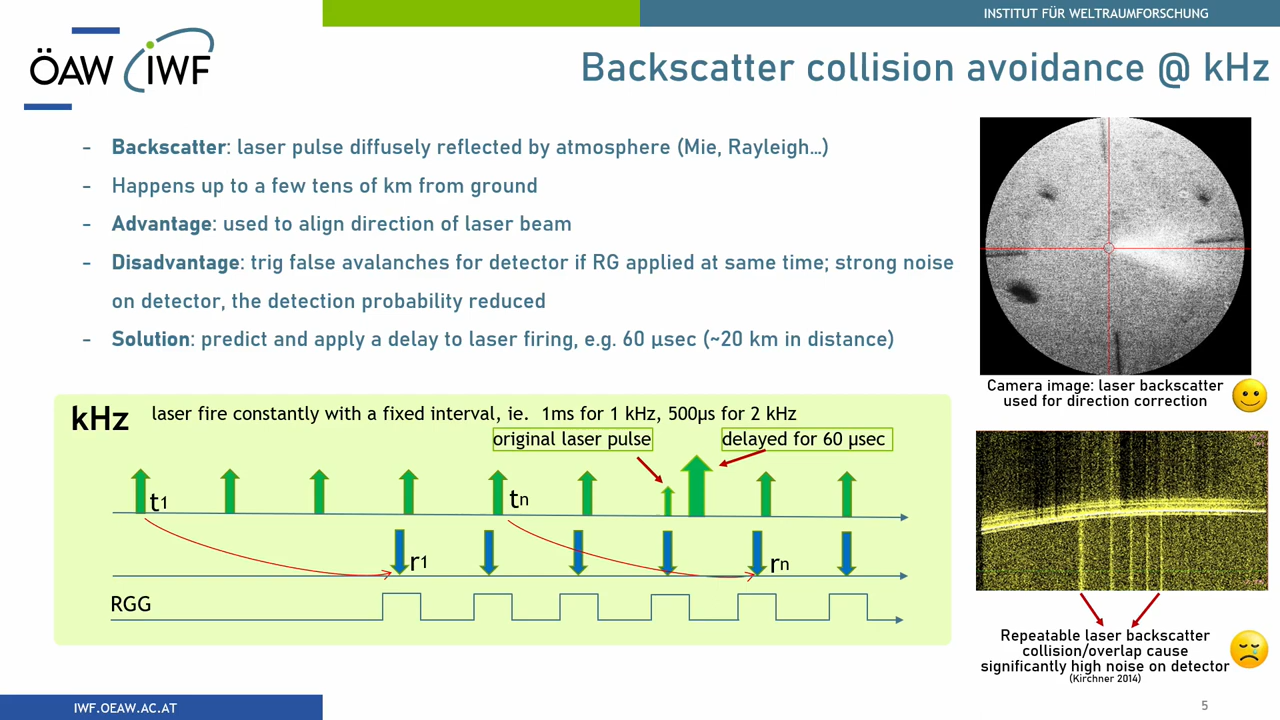 INSTITUT FÜR WELTRAUMFORSCHUNG
ÖAW IWF
Backscatter collision avoidance @ kHz
- Backscatter: laser pulse diffusely reflected by atmosphere (Mie, Rayleigh…)
- Happens up to a few tens of km from ground
- Advantage: used to align direction of laser beam
- Disadvantage: trig false avalanches for detector if RG applied at same time; strong noise
on detector, the detection probability reduced
- Solution: predict and apply a delay to laser firing, e.g. 60 µsec (~20 km in distance)
Camera image: laser backscatter
used for direction correction
kHz laser fire constantly with a fixed interval, ie. 1ms for 1 kHz, 500µs for 2 kHz
original laser pulse
delayed for 60 µsec
t1
tn
r1
rn
RGG
Repeatable laser backscatter
collision/overlap cause
significantly high noise on detector
(Kirchner 2014)
IWF.OEAW.AC.AT
5